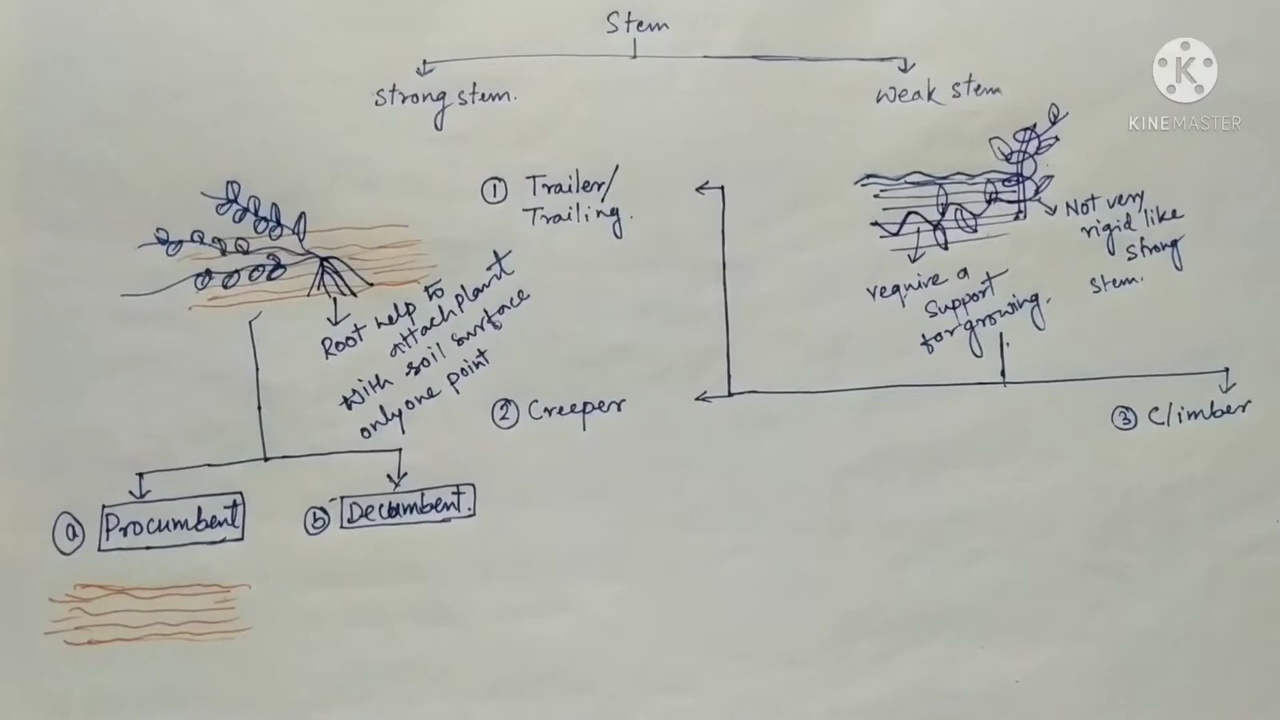 Stem
Strong stem.
Weak stem
K
KINEMASTER
① Trailer/
Trailing.
Not very
rigid like
strong
stem.
require a
support
for growing.
Root help to
attach plant
with soil surface
only one point
② Creeper
③ Climber
ⓐ Procumbent
ⓑ Decumbent.